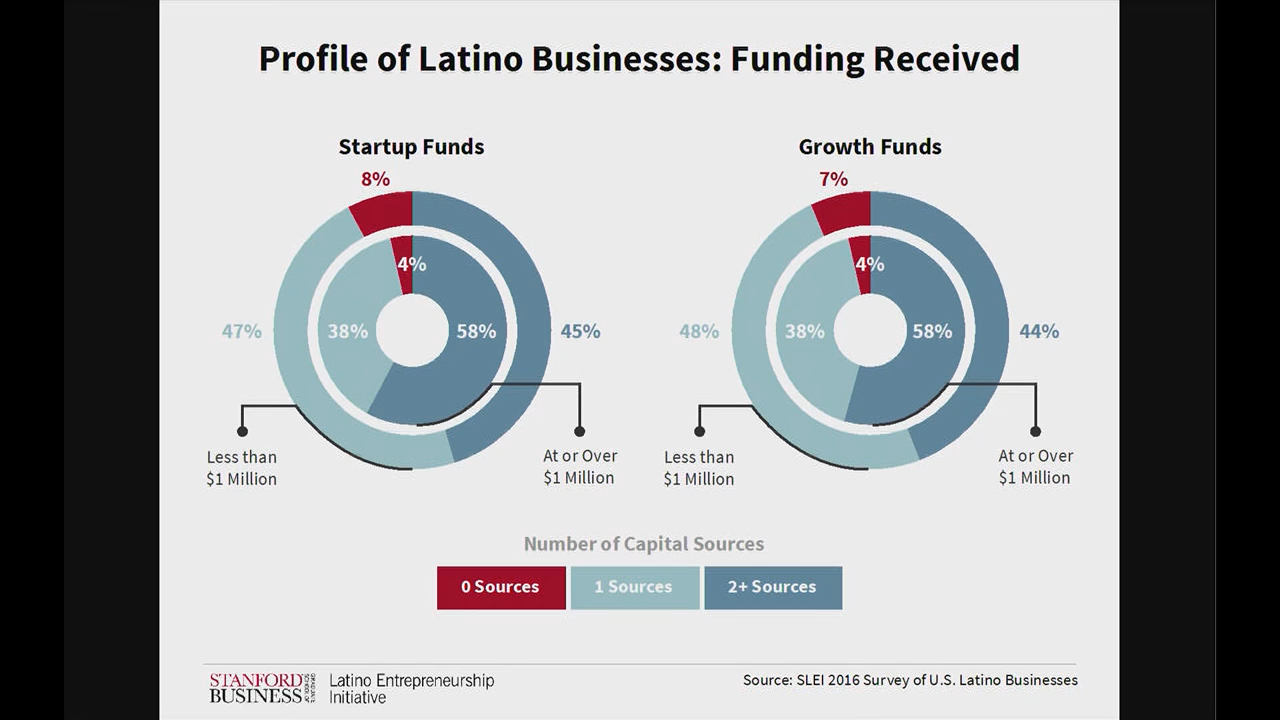 Profile of Latino Businesses: Funding Received
Startup Funds
8%
4%
47%
38%
58%
45%
Less than
$1 Million
At or Over
$1 Million
Growth Funds
7%
4%
48%
38%
58%
44%
Less than
$1 Million
At or Over
$1 Million
Number of Capital Sources
0 Sources
1 Sources
2+ Sources
STANFORD
BUSINESS
Latino Entrepreneurship
Initiative
Source: SLEI 2016 Survey of U.S. Latino Businesses